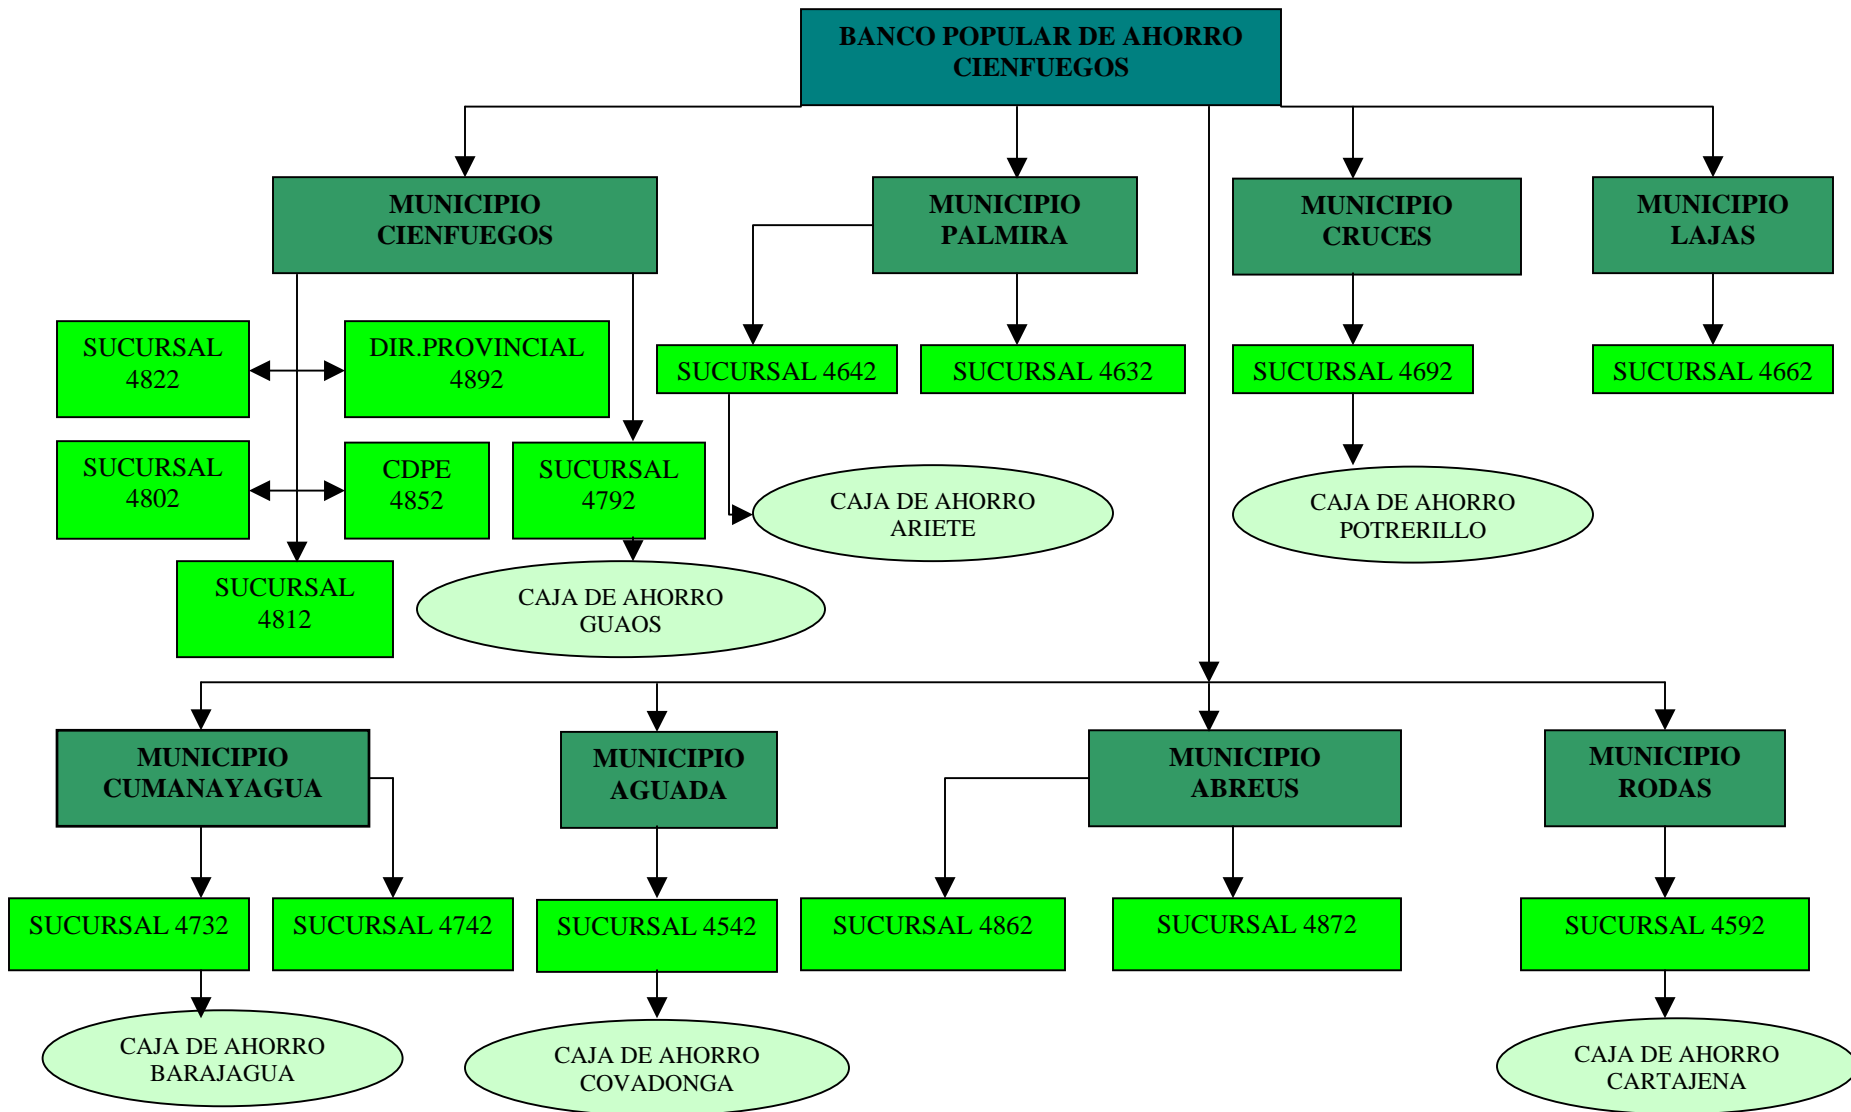 BANCO POPULAR DE AHORRO
CIENFUEGOS
MUNICIPIO
CIENFUEGOS
MUNICIPIO
PALMIRA
MUNICIPIO
CRUCES
MUNICIPIO
LAJAS
SUCURSAL
4822
DIR.PROVINCIAL
4892
SUCURSAL 4642
SUCURSAL 4632
SUCURSAL 4692
SUCURSAL 4662
SUCURSAL
4802
CDPE
4852
SUCURSAL
4792
CAJA DE AHORRO
ARIETE
CAJA DE AHORRO
POTRERILLO
SUCURSAL
4812
CAJA DE AHORRO
GUAOS
MUNICIPIO
CUMANAYAGUA
MUNICIPIO
AGUADA
MUNICIPIO
ABREUS
MUNICIPIO
RODAS
SUCURSAL 4732
SUCURSAL 4742
SUCURSAL 4542
SUCURSAL 4862
SUCURSAL 4872
SUCURSAL 4592
CAJA DE AHORRO
BARAJAGUA
CAJA DE AHORRO
COVADONGA
CAJA DE AHORRO
CARTAJENA